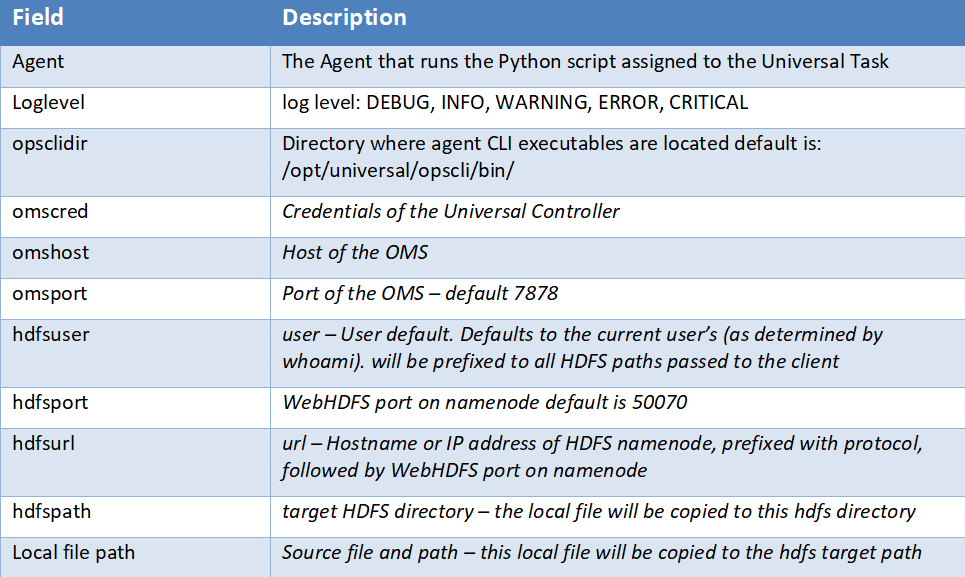 Field Description
Agent The Agent that runs the Python script assigned to the Universal Task
Loglevel log level: DEBUG, INFO, WARNING, ERROR, CRITICAL
opsclidir Directory where agent CLI executables are located default is:
/opt/universal/opscli/bin/
omscred Credentials of the Universal Controller
omshost Host of the OMS
omsport Port of the OMS – default 7878
hdfsuser user – User default. Defaults to the current user’s (as determined by
whoami). will be prefixed to all HDFS paths passed to the client
hdfsport WebHDFS port on namenode default is 50070
hdfsurl url – Hostname or IP address of HDFS namenode, prefixed with protocol,
followed by WebHDFS port on namenode
hdfspath target HDFS directory – the local file will be copied to this hdfs directory
Local file path Source file and path – this local file will be copied to the hdfs target path